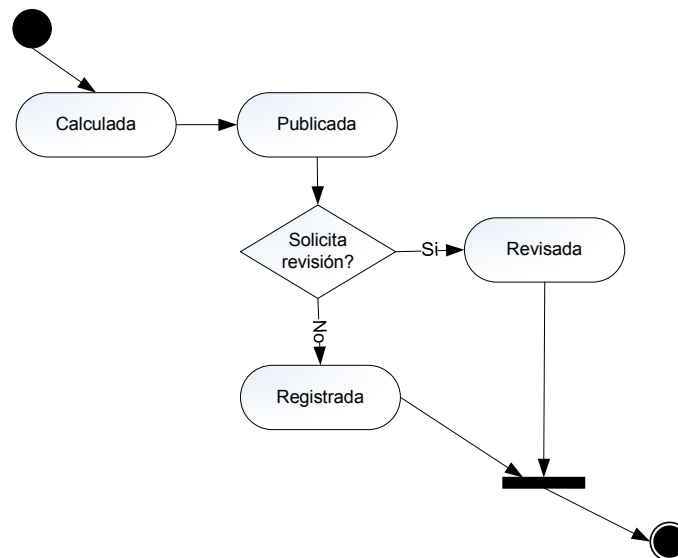 Calculada
Publicada
Solicita
revisión?
Si
Revisada
No
Registrada